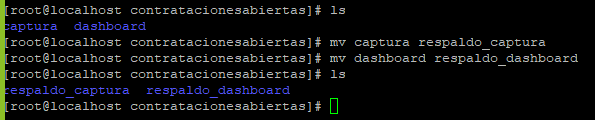 [root@localhost contratacionesabiertas]# ls
captura  dashboard
[root@localhost contratacionesabiertas]# mv captura respaldo_captura
[root@localhost contratacionesabiertas]# mv dashboard respaldo_dashboard
[root@localhost contratacionesabiertas]# ls
respaldo_captura  respaldo_dashboard
[root@localhost contratacionesabiertas]#